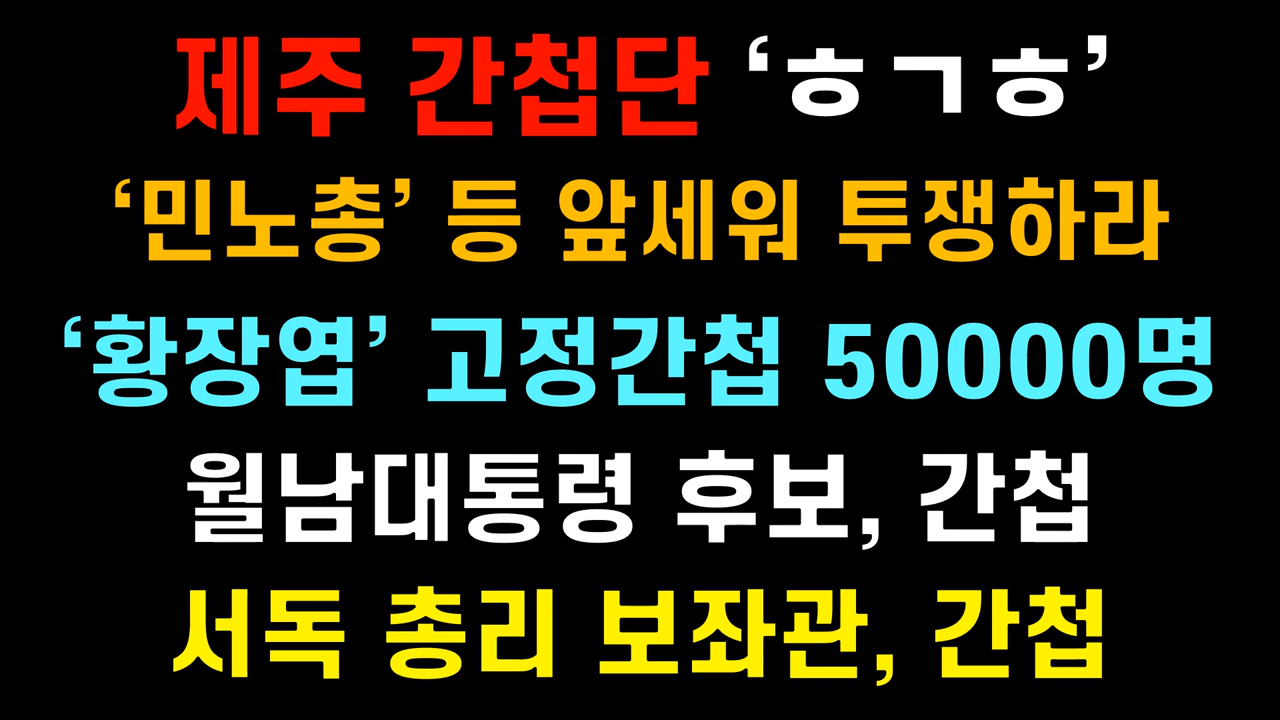 제주 간첩단 ‘ㅎㄱㅎ’
‘민노총’ 등 앞세워 투쟁하라
‘황장엽’ 고정간첩 50000명
월남대통령 후보, 간첩
서독 총리 보좌관, 간첩